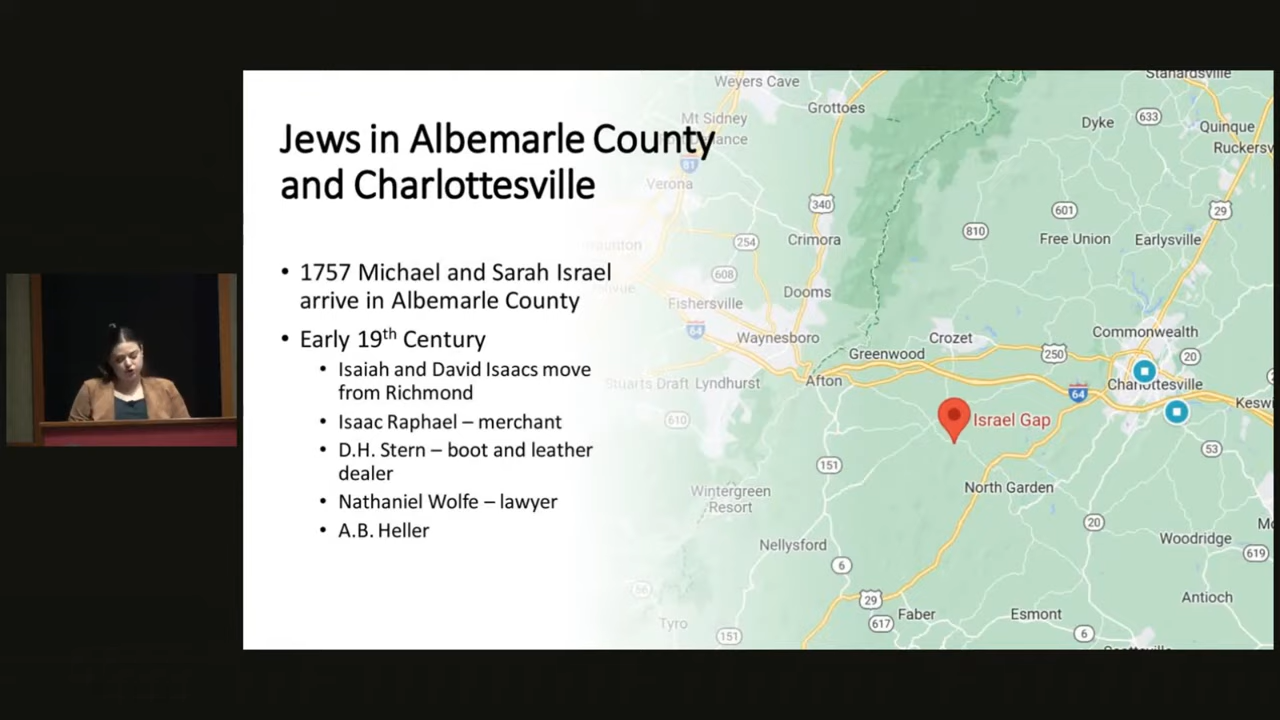 Jews in Albemarle County
and Charlottesville
• 1757 Michael and Sarah Israel
arrive in Albemarle County
• Early 19th Century
• Isaiah and David Isaacs move
from Richmond
• Isaac Raphael – merchant
• D.H. Stern – boot and leather
dealer
• Nathaniel Wolfe – lawyer
• A.B. Heller
Weyers Cave
Stanardsville
Grottoes
Mt Sidney
Dyke
633
Quinque
Ruckersv
81
Verona
340
601
29
810
254
Crimora
Free Union
Earlysville
608
Dooms
Fishersville
64
Waynesboro
Crozet
Commonwealth
Greenwood
250
20
Stuarts Draft
Lyndhurst
Afton
64
Charlottesville
Keswi
610
Israel Gap
53
151
Wintergreen
Resort
North Garden
20
Woodridge
619
Nellysford
6
56
29
Antioch
Faber
Esmont
Tyro
617
151
6